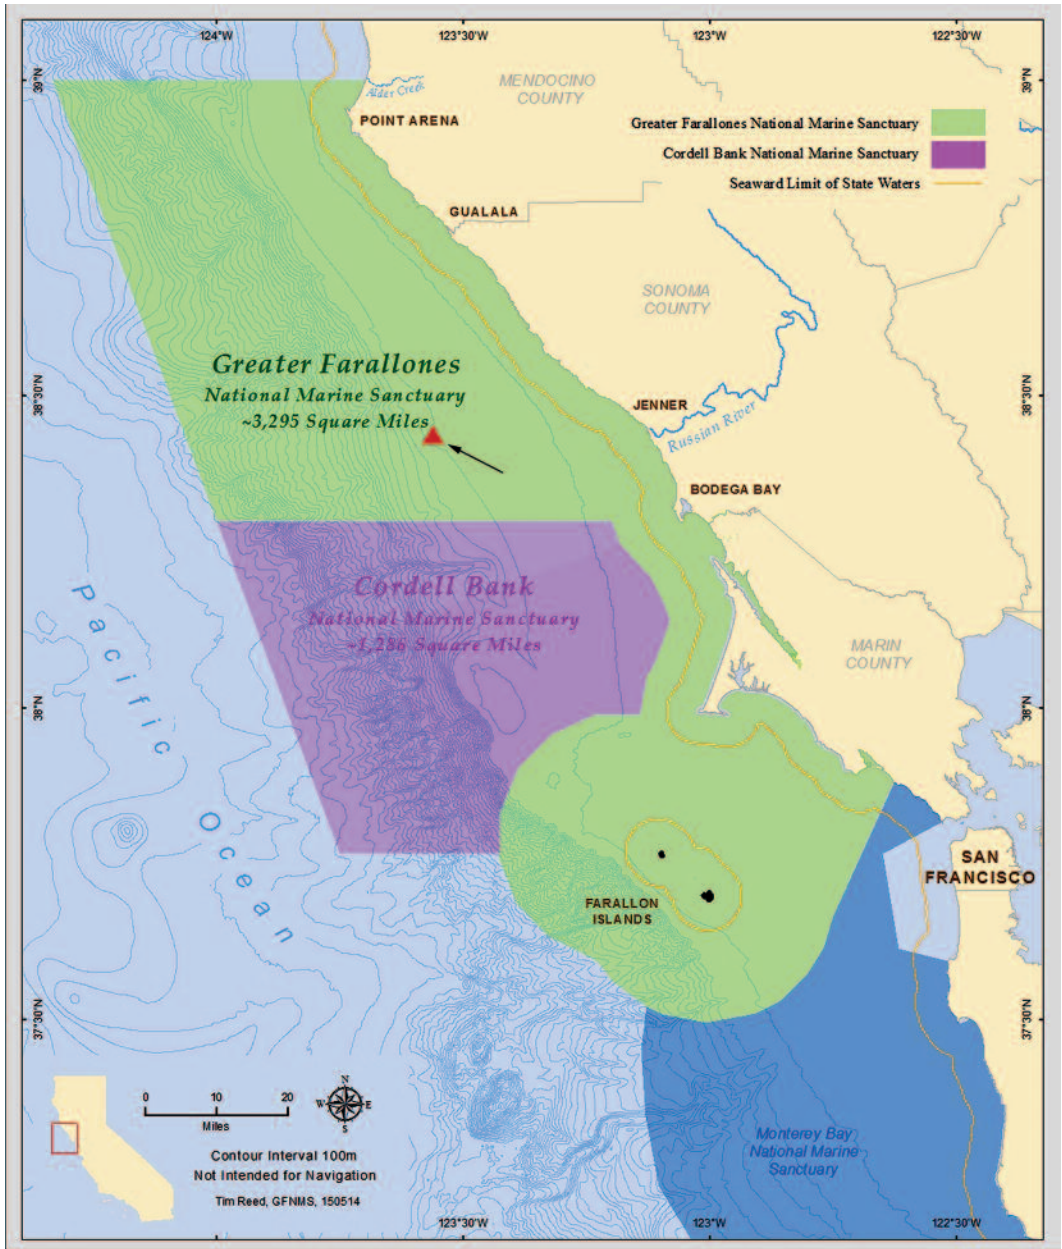 124°W
123°30'W
123°W
122°30'W
39°N
39°N
Alder Creek
MENDOCINO
COUNTY
POINT ARENA
Greater Farallones National Marine Sanctuary
Cordell Bank National Marine Sanctuary
Seaward Limit of State Waters
GUALALA
SONOMA
COUNTY
Greater Farallones
National Marine Sanctuary
~3,295 Square Miles
38°30'N
38°30'N
JENNER
Russian River
BODEGA BAY
Cordell Bank
National Marine Sanctuary
~1,286 Square Miles
MARIN
COUNTY
Pacific
Ocean
38°N
38°N
SAN
FRANCISCO
FARALLON
ISLANDS
37°30'N
37°30'N
0
10
20
Miles
N
W
E
S
Contour Interval 100m
Not Intended for Navigation
Tim Reed, GFNMS, 150514
Monterey Bay
National Marine
Sanctuary
123°30'W
123°W
122°30'W